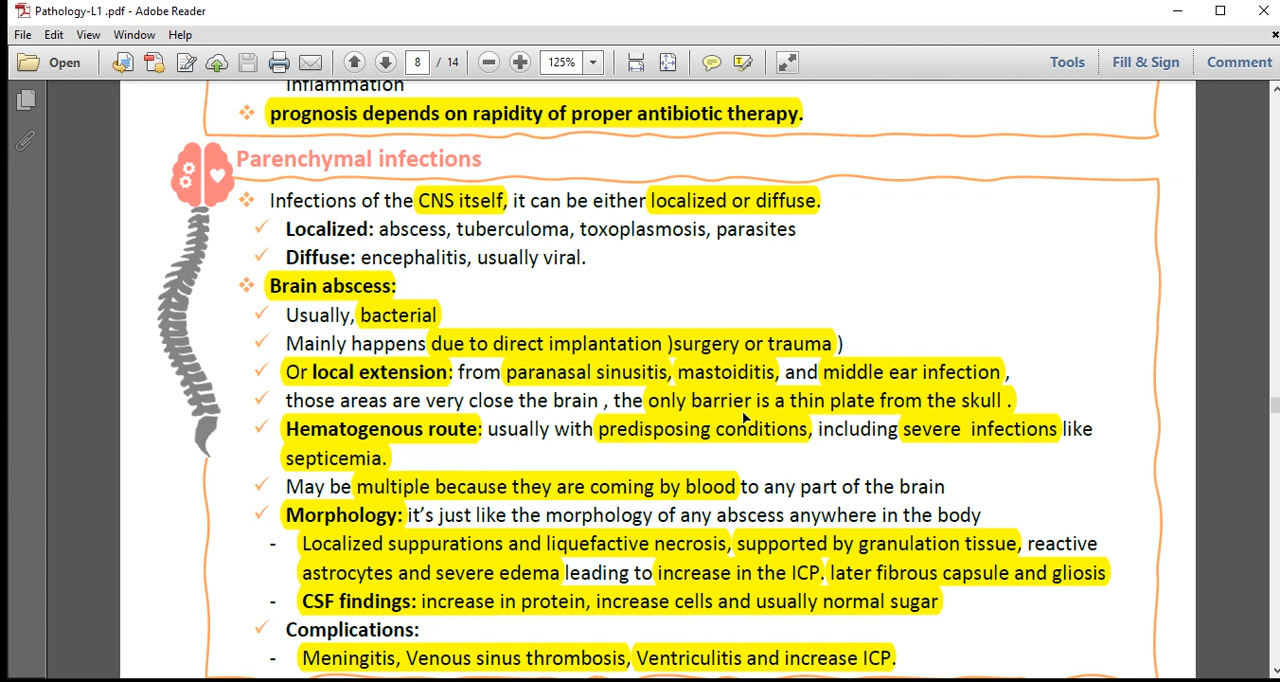 Pathology-L1 .pdf - Adobe Reader
File Edit View Window Help
Open 8 / 14 125% Tools Fill & Sign Comment
inflammation
prognosis depends on rapidity of proper antibiotic therapy.
Parenchymal infections
Infections of the CNS itself, it can be either localized or diffuse.
Localized: abscess, tuberculoma, toxoplasmosis, parasites
Diffuse: encephalitis, usually viral.
Brain abscess:
Usually, bacterial
Mainly happens due to direct implantation )surgery or trauma )
Or local extension: from paranasal sinusitis, mastoiditis, and middle ear infection ,
those areas are very close the brain , the only barrier is a thin plate from the skull .
Hematogenous route: usually with predisposing conditions, including severe infections like
septicemia.
May be multiple because they are coming by blood to any part of the brain
Morphology: it's just like the morphology of any abscess anywhere in the body
- Localized suppurations and liquefactive necrosis, supported by granulation tissue, reactive
astrocytes and severe edema leading to increase in the ICP. later fibrous capsule and gliosis
- CSF findings: increase in protein, increase cells and usually normal sugar
Complications:
- Meningitis, Venous sinus thrombosis, Ventriculitis and increase ICP.